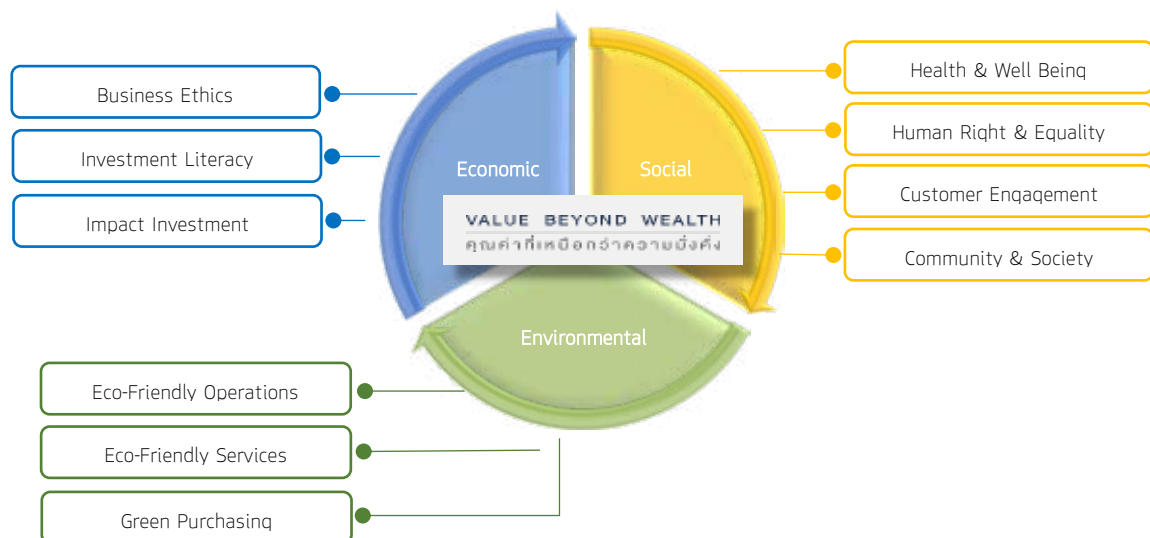 Business Ethics
Investment Literacy
Impact Investment
Economic
Social
VALUE BEYOND WEALTH
คุณค่าที่เหนือกว่าความมั่งคั่ง
Health & Well Being
Human Right & Equality
Customer Engagement
Community & Society
Environmental
Eco-Friendly Operations
Eco-Friendly Services
Green Purchasing